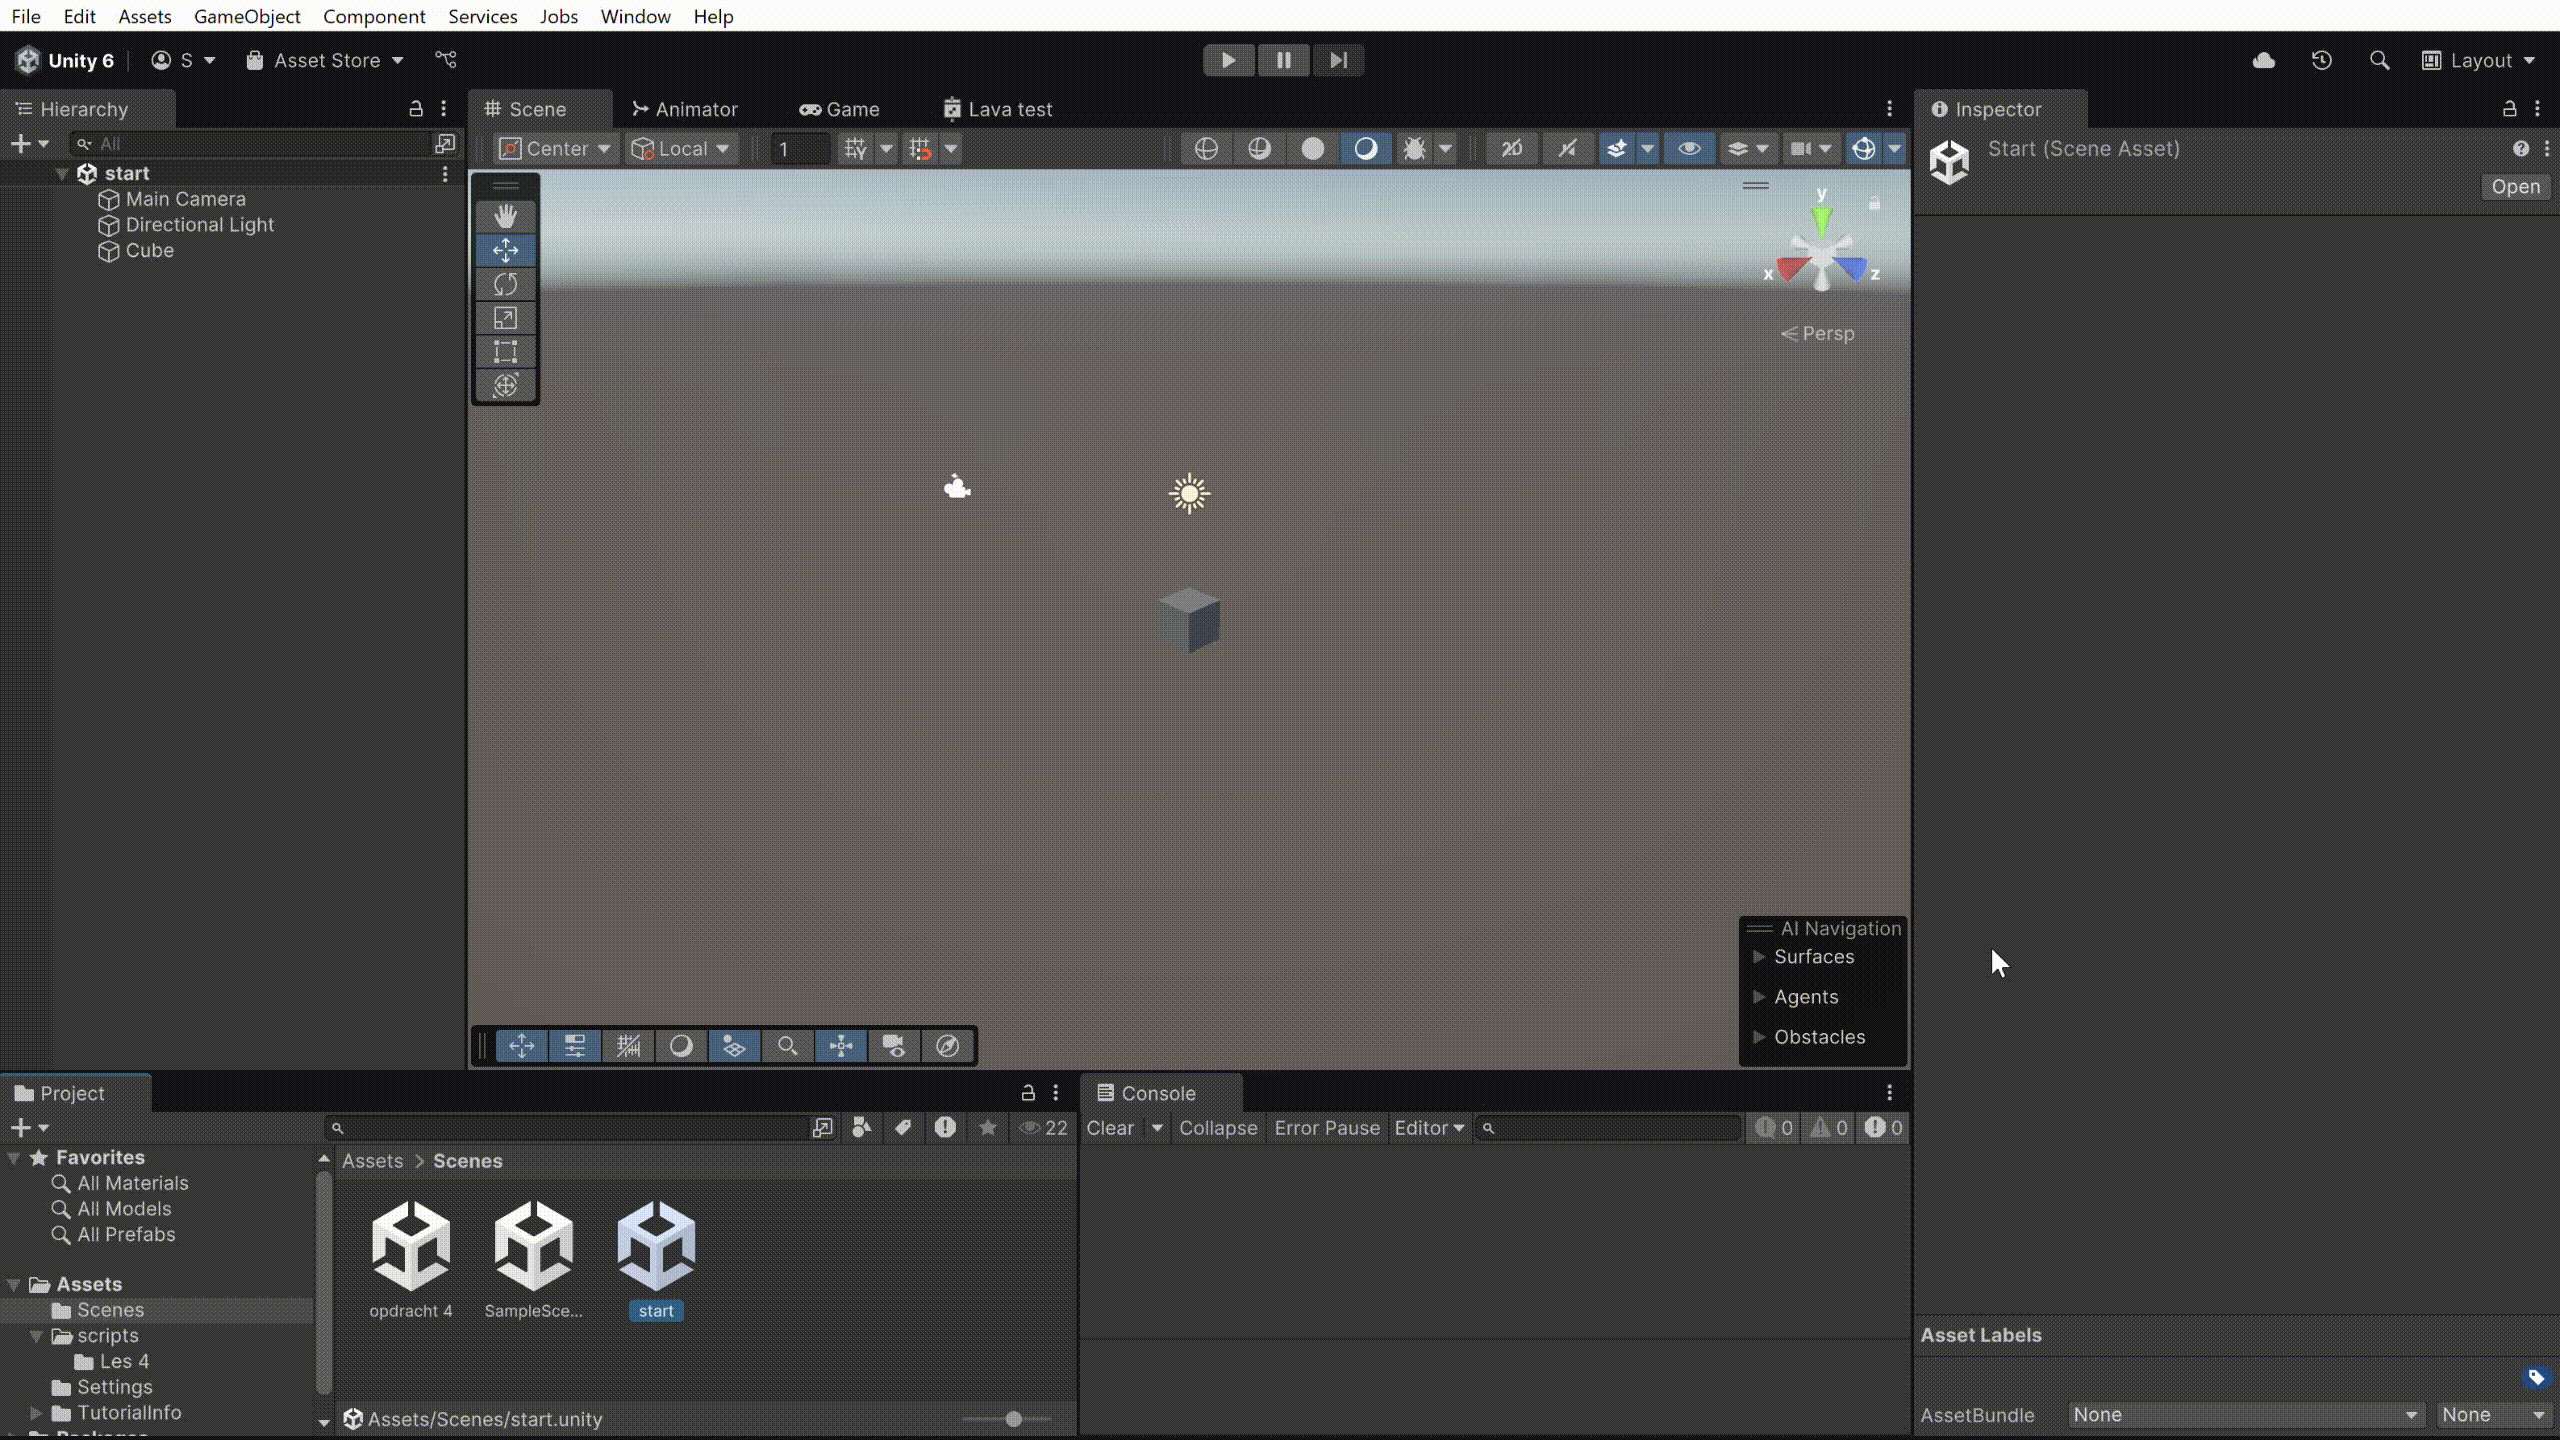 File Edit Assets GameObject Component Services Jobs Window Help
Unity 6 S Asset Store Layout
Hierarchy
All
start
Main Camera
Directional Light
Cube
Scene Animator Game Lava test
Center Local 1 2D
y
x z
Persp
AI Navigation
Surfaces
Agents
Obstacles
Inspector
Start (Scene Asset)
Open
Project
22
Favorites
All Materials
All Models
All Prefabs
Assets
Scenes
scripts
Les 4
Settings
TutorialInfo
Packages
Assets > Scenes
opdracht 4 SampleSce... start
Assets/Scenes/start.unity
Console
Clear Collapse Error Pause Editor 0 0 0
Asset Labels
AssetBundle None None